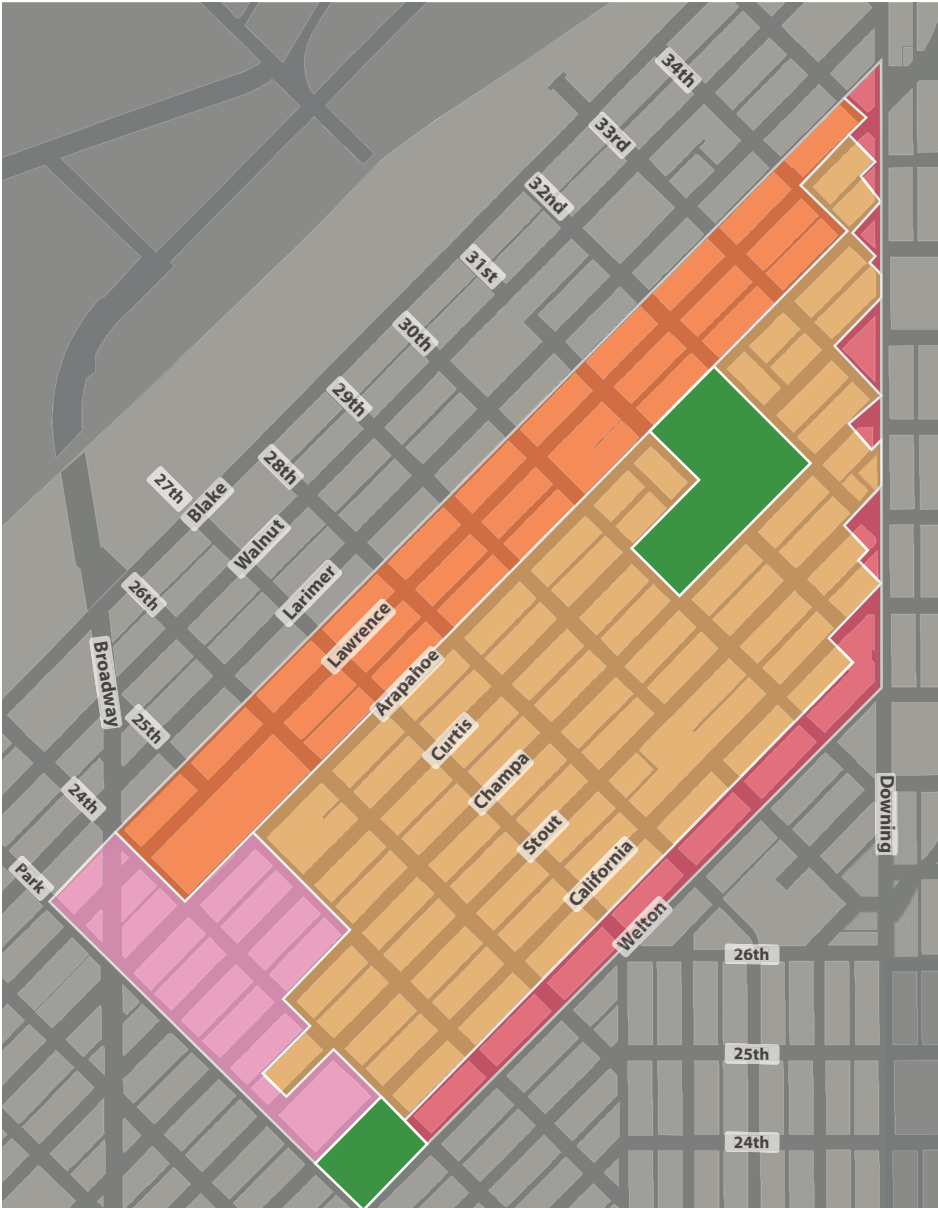 34th
33rd
32nd
31st
30th
29th
28th
27th
Blake
Walnut
26th
Larimer
Lawrence
Broadway
Arapahoe
25th
Curtis
Champa
24th
Stout
Downing
California
Park
Welton
26th
25th
24th